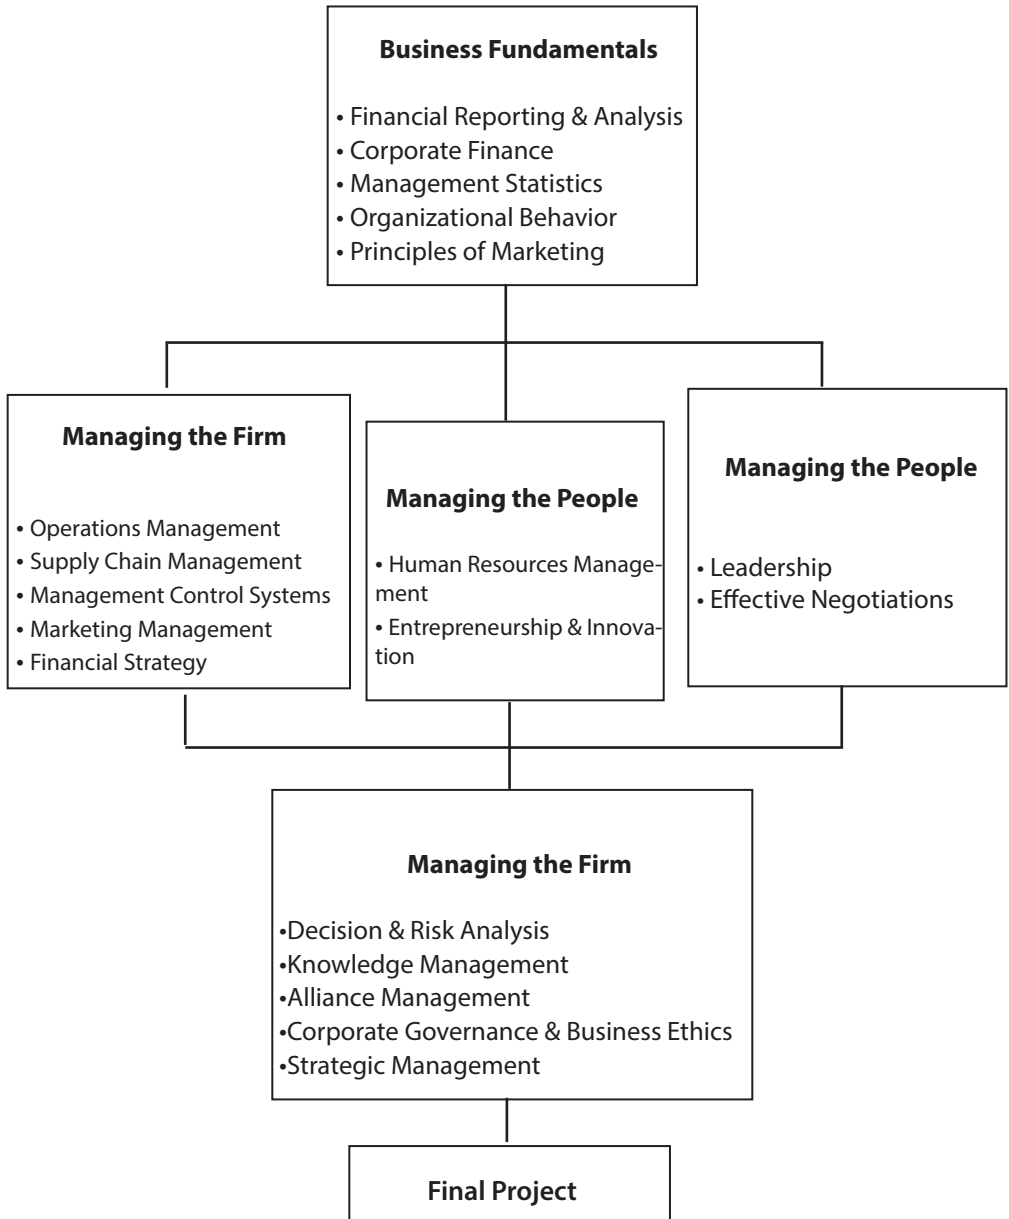 Business Fundamentals
• Financial Reporting & Analysis
• Corporate Finance
• Management Statistics
• Organizational Behavior
• Principles of Marketing
Managing the Firm
• Operations Management
• Supply Chain Management
• Management Control Systems
• Marketing Management
• Financial Strategy
Managing the People
• Human Resources Manage-
ment
• Entrepreneurship & Innova-
tion
Managing the People
• Leadership
• Effective Negotiations
Managing the Firm
•Decision & Risk Analysis
•Knowledge Management
•Alliance Management
•Corporate Governance & Business Ethics
•Strategic Management
Final Project